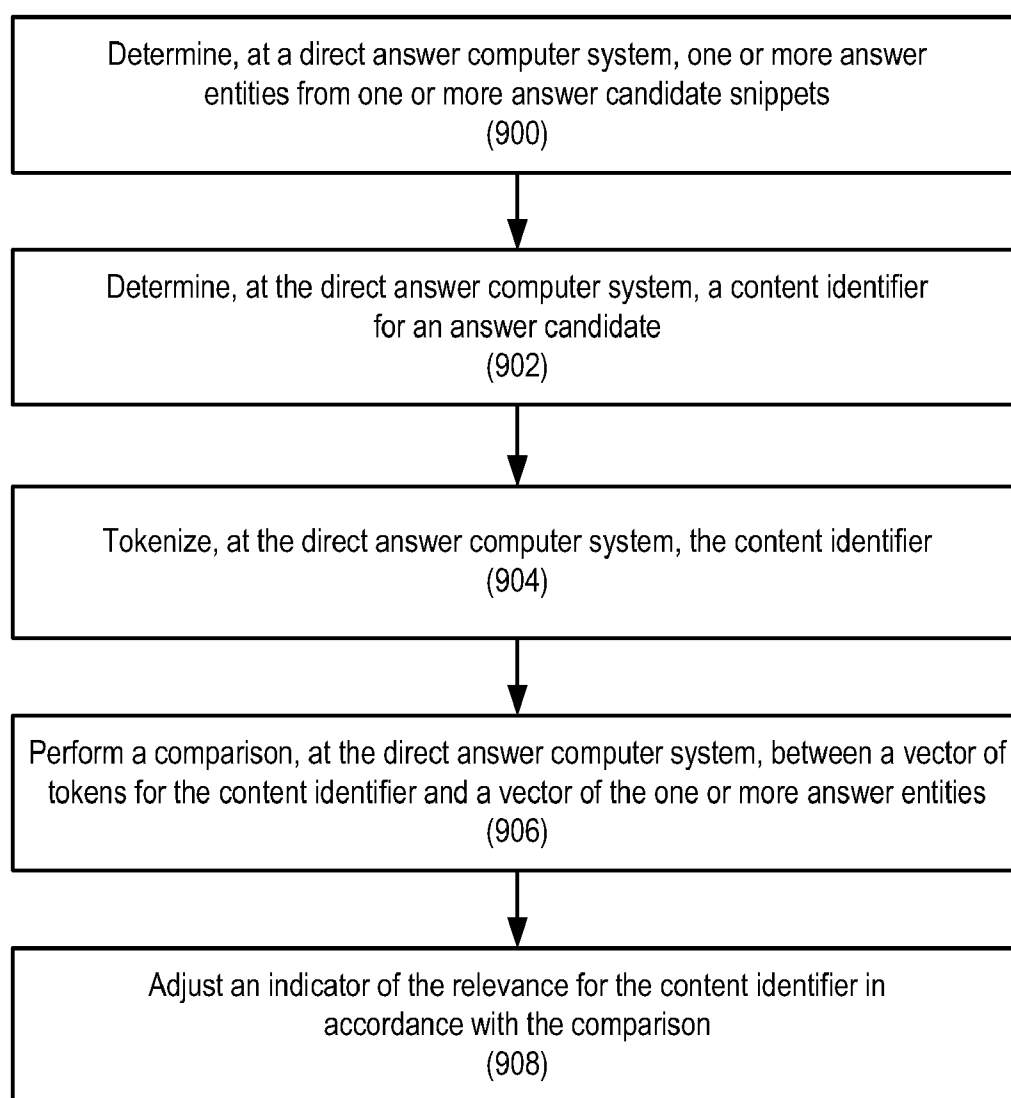 Determine, at a direct answer computer system, one or more answer
entities from one or more answer candidate snippets
(900)
Determine, at the direct answer computer system, a content identifier
for an answer candidate
(902)
Tokenize, at the direct answer computer system, the content identifier
(904)
Perform a comparison, at the direct answer computer system, between a vector of
tokens for the content identifier and a vector of the one or more answer entities
(906)
Adjust an indicator of the relevance for the content identifier in
accordance with the comparison
(908)